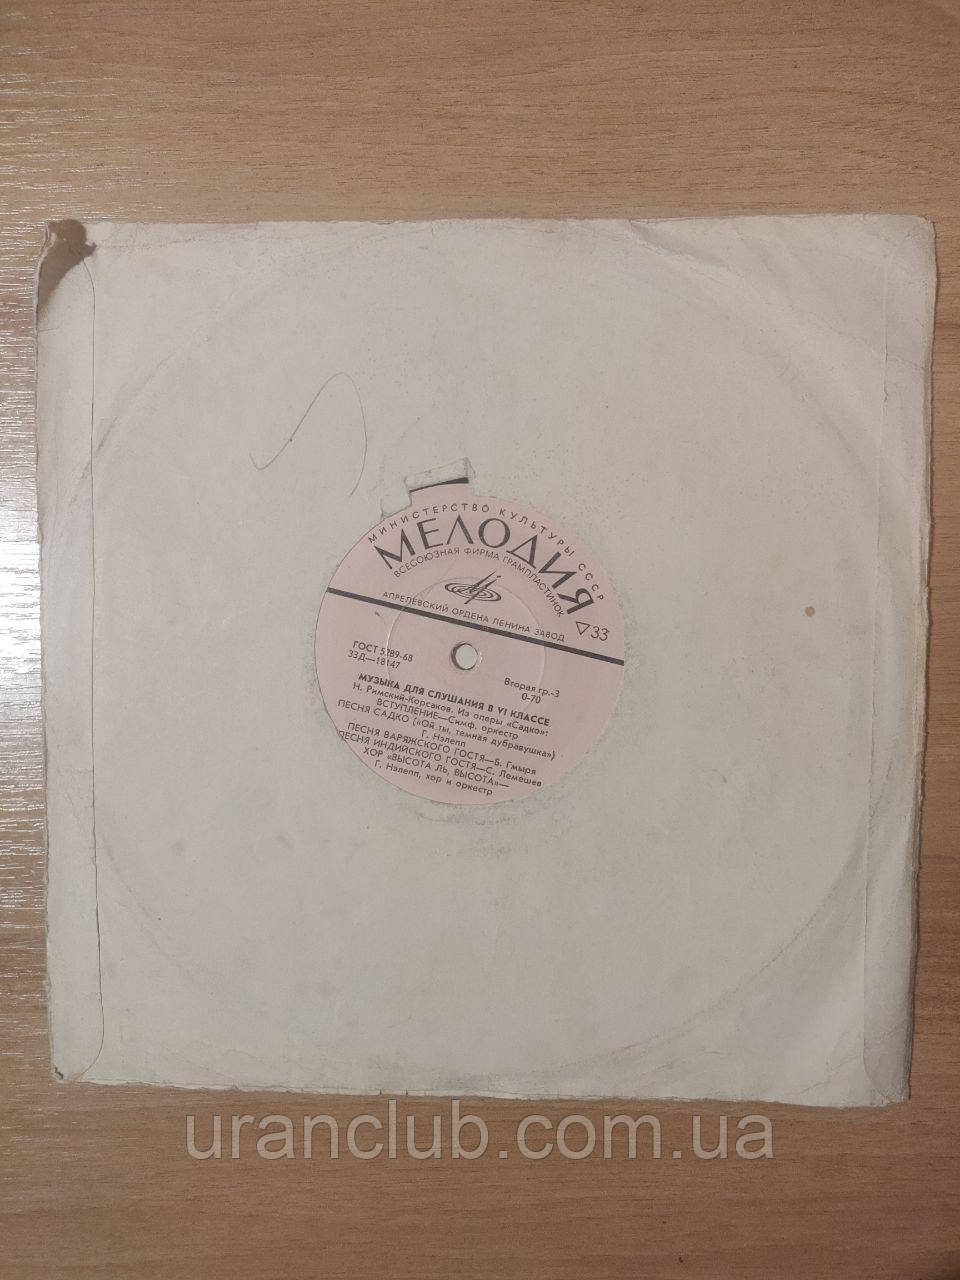 МИНИСТЕРСТВО КУЛЬТУРЫ СССР
МЕЛОДИЯ
ВСЕСОЮЗНАЯ ФИРМА ГРАМПЛАСТИНОК
АПРЕЛЕВСКИЙ ОРДЕНА ЛЕНИНА ЗАВОД
33
ГОСТ 5289-68
33Д—18147
Вторая гр.-3
0-70
МУЗЫКА ДЛЯ СЛУШАНИЯ В VI КЛАССЕ
Н. Римский-Корсаков. Из оперы «Садко»:
ВСТУПЛЕНИЕ—Симф. оркестр
ПЕСНЯ САДКО («Ой ты, темная дубравушка»)
Г. Нэлепп
ПЕСНЯ ВАРЯЖСКОГО ГОСТЯ—Б. Гмыря
ПЕСНЯ ИНДИЙСКОГО ГОСТЯ—С. Лемешев
ХОР «ВЫСОТА ЛЬ, ВЫСОТА»—
Г. Нэлепп, хор и оркестр
uranclub.com.ua